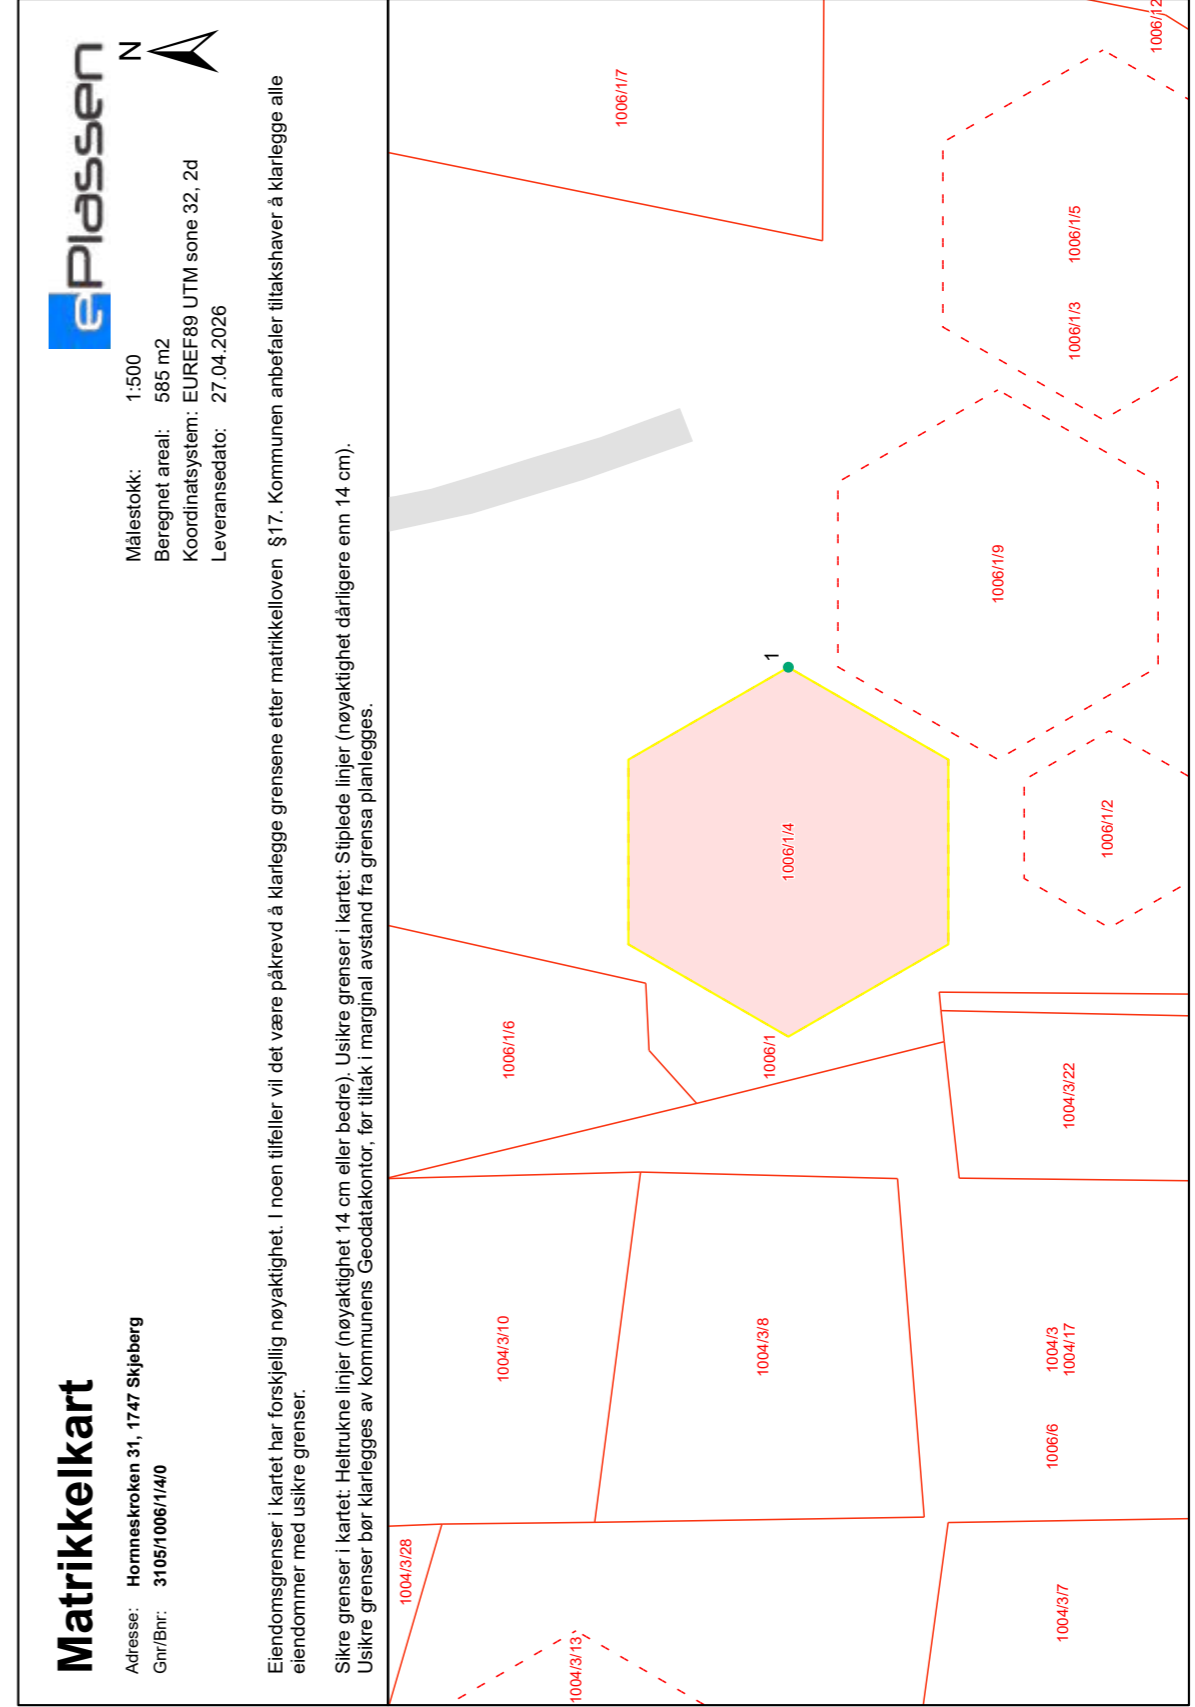 Matrikkelkart
ePlassen
N
Adresse: Hornneskroken 31, 1747 Skjeberg
Gnr/Bnr: 3105/1006/1/4/0
Målestokk: 1:500
Beregnet areal: 585 m2
Koordinatsystem: EUREF89 UTM sone 32, 2d
Leveransedato: 27.04.2026
Eiendomsgrenser i kartet har forskjellig nøyaktighet. I noen tilfeller vil det være påkrevd å klarlegge grensene etter matrikkelloven §17. Kommunen anbefaler tiltakshaver å klarlegge alle
eiendommer med usikre grenser.
Sikre grenser i kartet: Heltrukne linjer (nøyaktighet 14 cm eller bedre). Usikre grenser i kartet: Stiplede linjer (nøyaktighet dårligere enn 14 cm).
Usikre grenser bør klarlegges av kommunens Geodatakontor, før tiltak i marginal avstand fra grensa planlegges.
1004/3/28
1004/3/10
1006/1/6
1006/1/7
1004/3/13
1004/3/8
1006/1
1006/1/4
1
1006/1/9
1004/3/7
1006/6
1004/3
1004/17
1004/3/22
1006/1/2
1006/1/3
1006/1/5
1006/12